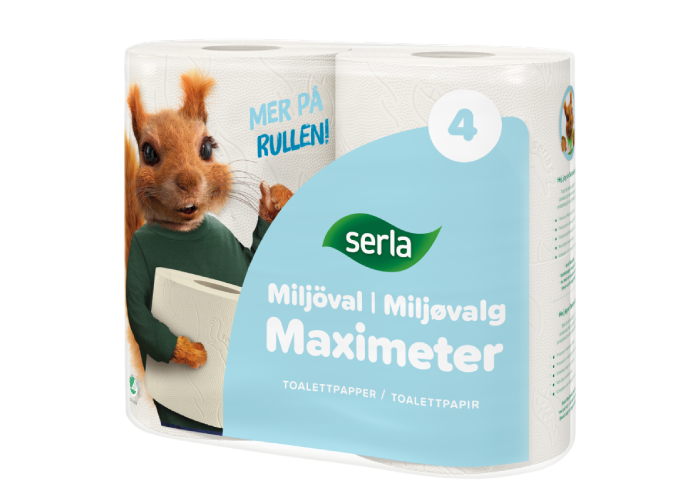 MER PÅ
RULLEN!
4
serla
Miljöval | Miljøvalg
Maximeter
TOALETTPAPPER / TOALETTPAPIR